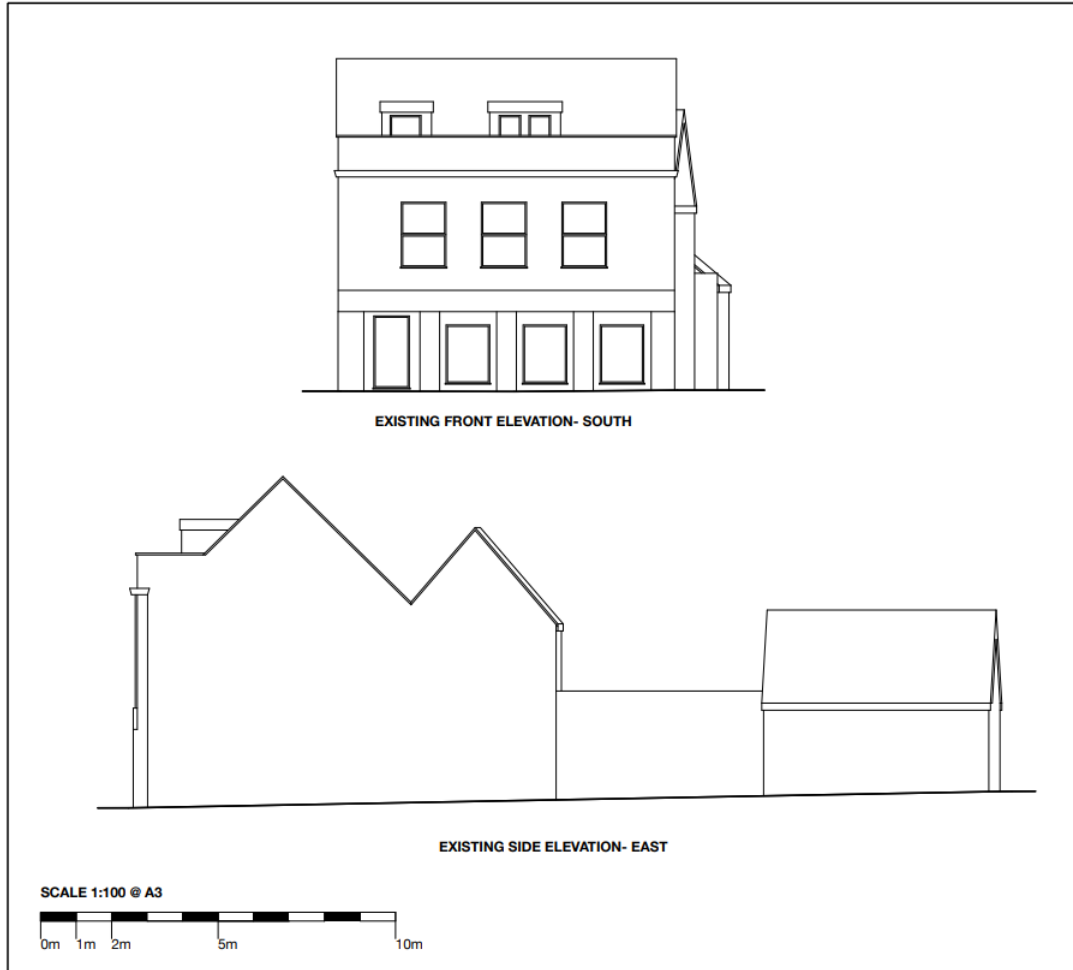 EXISTING FRONT ELEVATION- SOUTH
EXISTING SIDE ELEVATION- EAST
SCALE 1:100 @ A3
0m 1m 2m 5m 10m